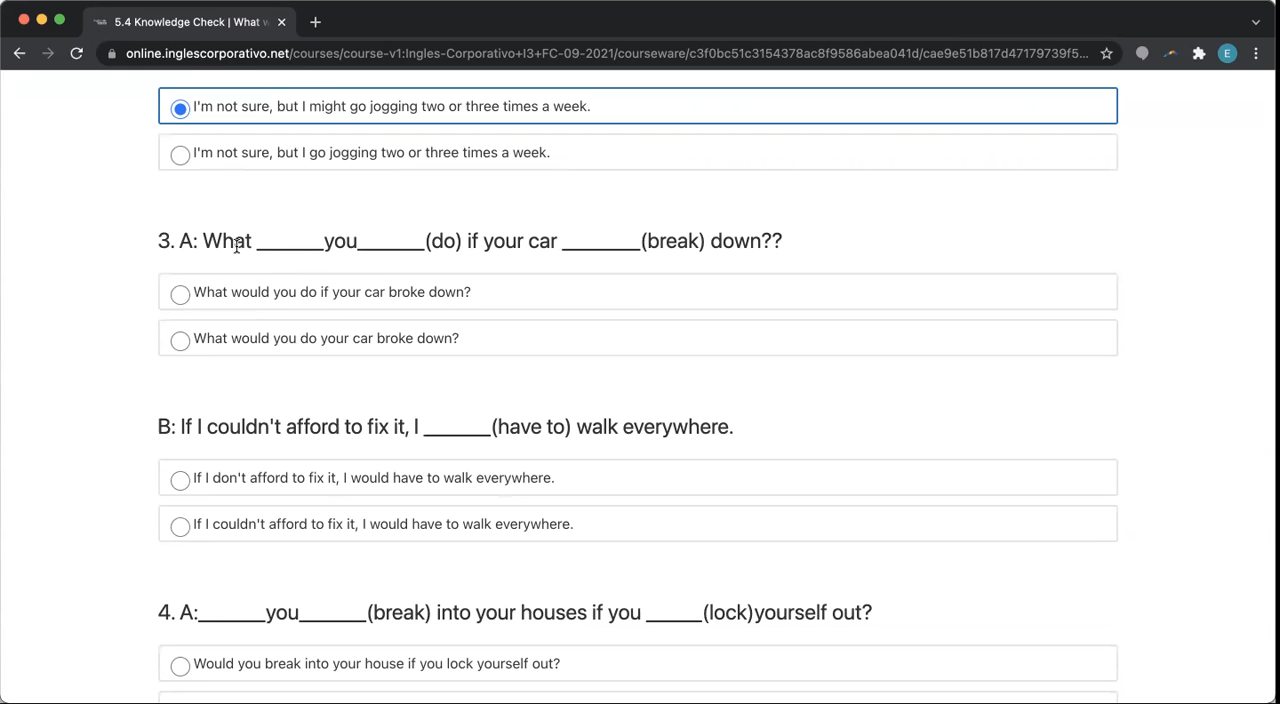 5.4 Knowledge Check | What w
online.inglescorporativo.net/courses/course-v1:Ingles-Corporativo+I3+FC-09-2021/courseware/c3f0bc51c3154378ac8f9586abea041d/cae9e51b817d47179739f5...
E
I'm not sure, but I might go jogging two or three times a week.
I'm not sure, but I go jogging two or three times a week.
3. A: What ______you______(do) if your car _______(break) down??
What would you do if your car broke down?
What would you do your car broke down?
B: If I couldn't afford to fix it, I ______(have to) walk everywhere.
If I don't afford to fix it, I would have to walk everywhere.
If I couldn't afford to fix it, I would have to walk everywhere.
4. A:______you______(break) into your houses if you _____(lock)yourself out?
Would you break into your house if you lock yourself out?